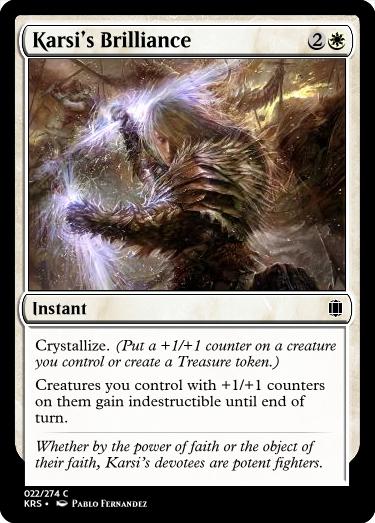 Karsi's Brilliance 2
Instant
Crystallize. (Put a +1/+1 counter on a creature
you control or create a Treasure token.)
Creatures you control with +1/+1 counters
on them gain indestructible until end of
turn.
Whether by the power of faith or the object of
their faith, Karsi's devotees are potent fighters.
022/274 C
KRS • Pablo Fernandez